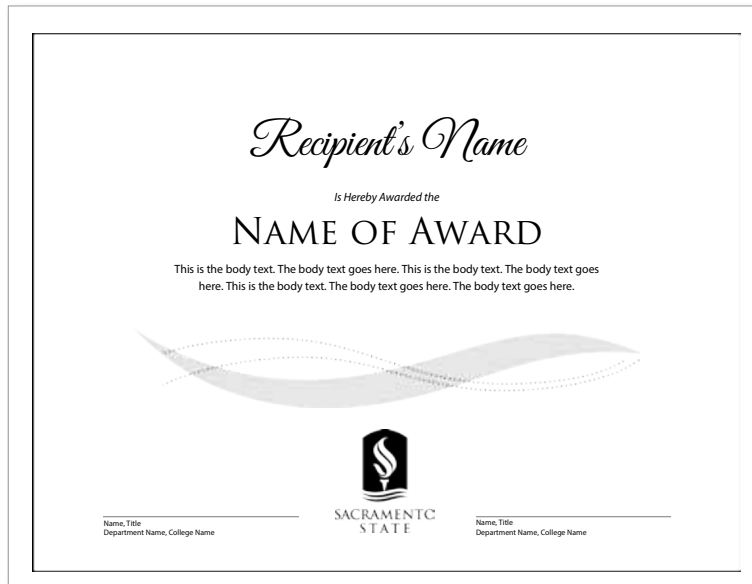 Recipient's Name
Is Hereby Awarded the
NAME OF AWARD
This is the body text. The body text goes here. This is the body text. The body text goes
here. This is the body text. The body text goes here. The body text goes here.
SACRAMENTO
STATE
Name, Title
Department Name, College Name
Name, Title
Department Name, College Name